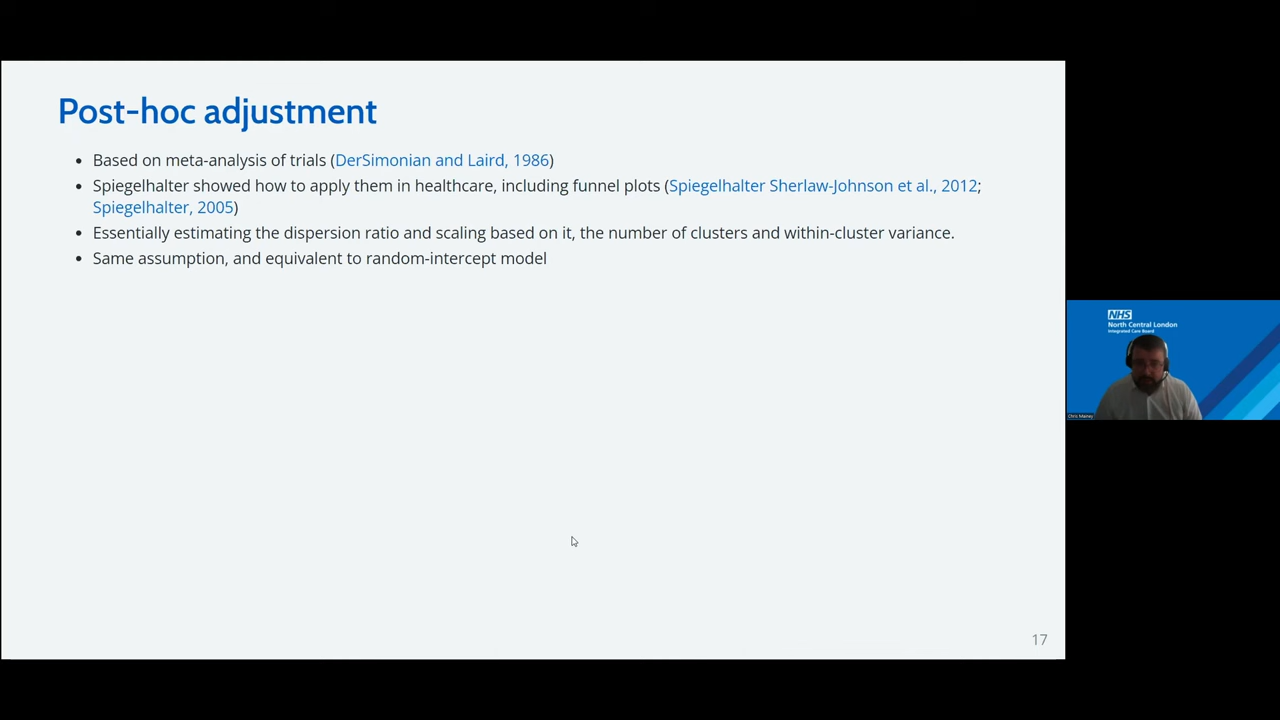 Post-hoc adjustment
• Based on meta-analysis of trials (DerSimonian and Laird, 1986)
• Spiegelhalter showed how to apply them in healthcare, including funnel plots (Spiegelhalter Sherlaw-Johnson et al., 2012;
Spiegelhalter, 2005)
• Essentially estimating the dispersion ratio and scaling based on it, the number of clusters and within-cluster variance.
• Same assumption, and equivalent to random-intercept model
17
NHS
North Central London
Integrated Care Board
Chris Mainey